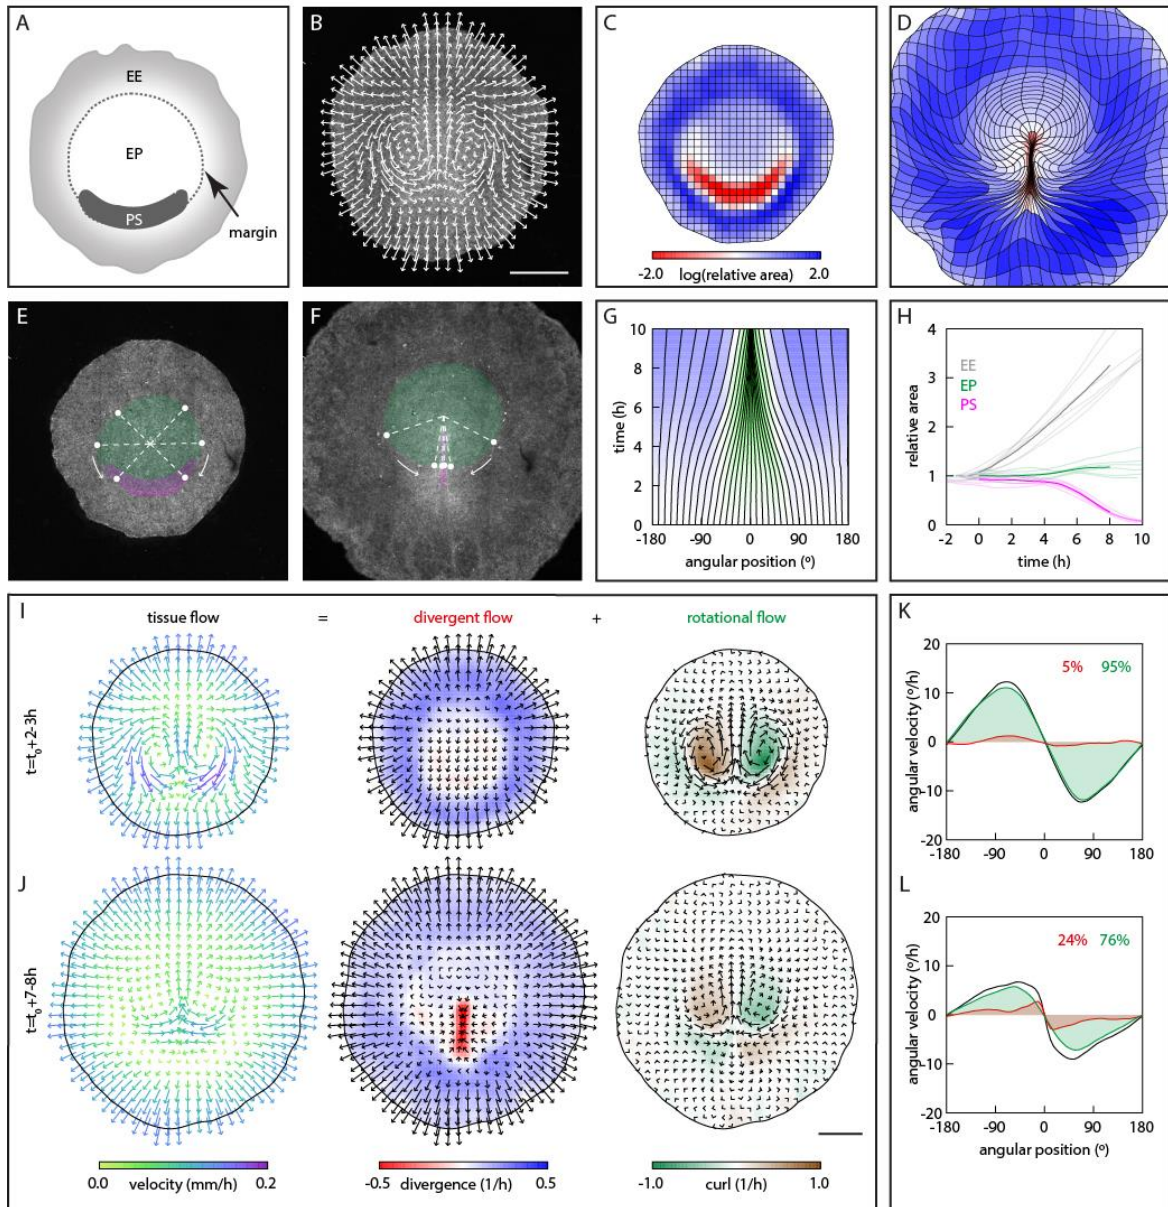 A
EE
EP
PS
margin
B
C
-2.0 2.0
log(relative area)
D
E
F
G
time (h)
10
8
6
4
2
0
-180 -90 0 90 180
angular position (º)
H
relative area
4
3
2
1
0
EE
EP
PS
-2 0 2 4 6 8 10
time (h)
I
tissue flow = divergent flow + rotational flow
t=t0+2-3h
J
t=t0+7-8h
0.0 velocity (mm/h) 0.2
-0.5 divergence (1/h) 0.5
-1.0 curl (1/h) 1.0
K
angular velocity (º/h)
20
10
0
-10
-20
5% 95%
-180 -90 0 90 180
L
angular velocity (º/h)
20
10
0
-10
-20
24% 76%
-180 -90 0 90 180
angular position (º)